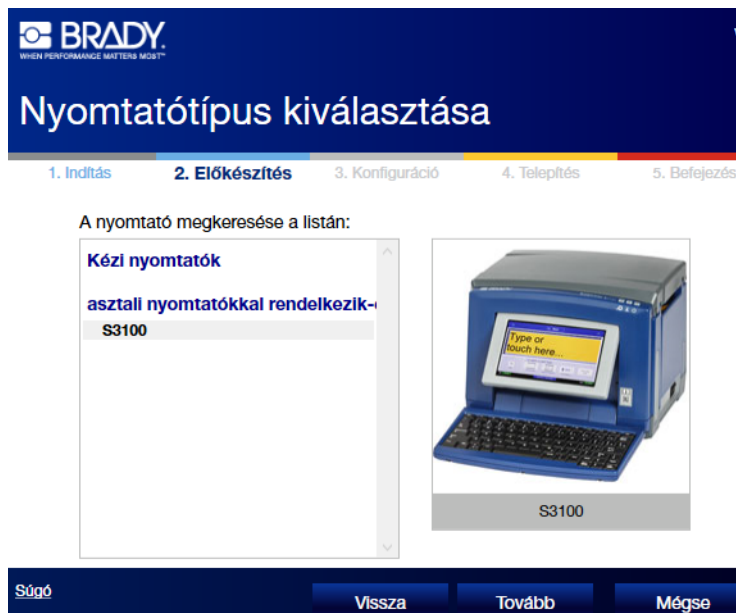 BRADY.
WHEN PERFORMANCE MATTERS MOST™
Nyomtatótípus kiválasztása
1. Indítás 2. Előkészítés 3. Konfiguráció 4. Telepítés 5. Befejezés
A nyomtató megkeresése a listán:
Kézi nyomtatók
asztali nyomtatókkal rendelkezik-
S3100
Type or
touch here...
S3100
Súgó Vissza Tovább Mégse